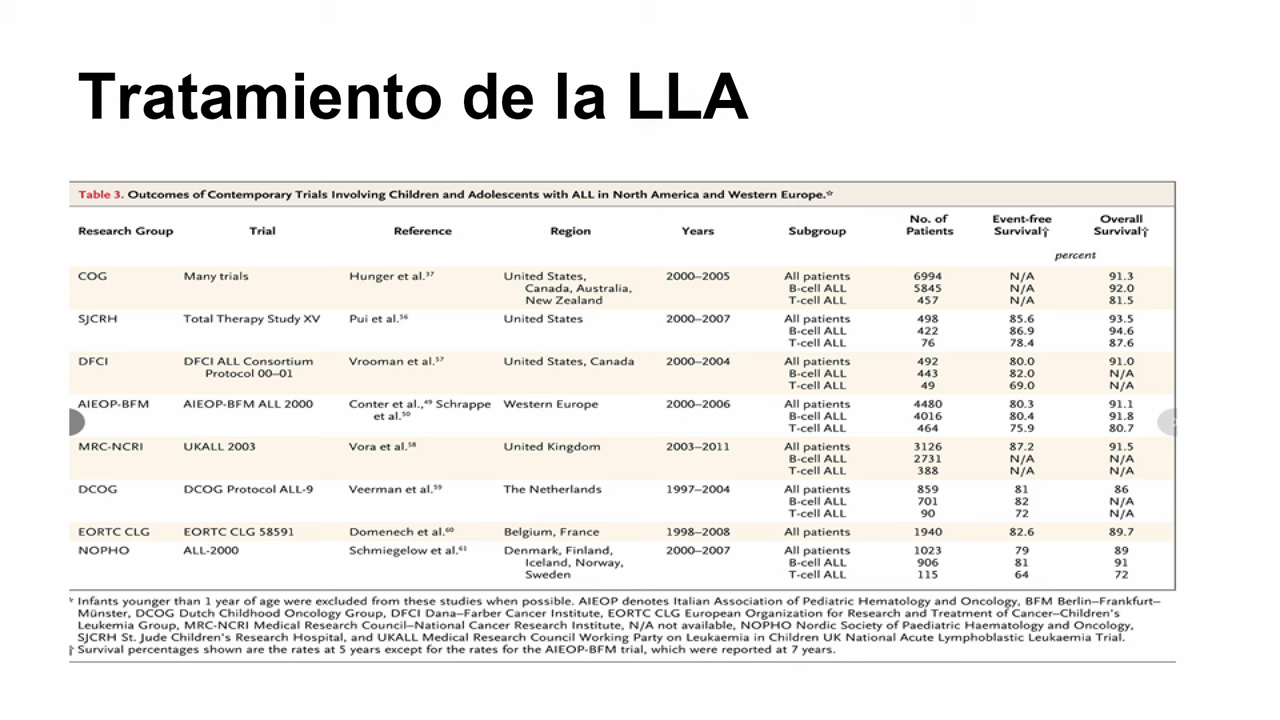 Tratamiento de la LLA
Table 3. Outcomes of Contemporary Trials Involving Children and Adolescents with ALL in North America and Western Europe.*
Research Group Trial Reference Region Years Subgroup No. of Patients Event-free Survival† Overall Survival†
percent
COG Many trials Hunger et al.37 United States, 2000–2005 All patients 6994 N/A 91.3
Canada, Australia, B-cell ALL 5845 N/A 92.0
New Zealand T-cell ALL 457 N/A 81.5
SJCRH Total Therapy Study XV Pui et al.56 United States 2000–2007 All patients 498 85.6 93.5
B-cell ALL 422 86.9 94.6
T-cell ALL 76 78.4 87.6
DFCI DFCI ALL Consortium Vrooman et al.57 United States, Canada 2000–2004 All patients 492 80.0 91.0
Protocol 00–01 B-cell ALL 443 82.0 N/A
T-cell ALL 49 69.0 N/A
AIEOP-BFM AIEOP-BFM ALL 2000 Conter et al.,49 Schrappe Western Europe 2000–2006 All patients 4480 80.3 91.1
et al.50 B-cell ALL 4016 80.4 91.8
T-cell ALL 464 75.9 80.7
MRC-NCRI UKALL 2003 Vora et al.58 United Kingdom 2003–2011 All patients 3126 87.2 91.5
B-cell ALL 2731 N/A N/A
T-cell ALL 388 N/A N/A
DCOG DCOG Protocol ALL-9 Veerman et al.59 The Netherlands 1997–2004 All patients 859 81 86
B-cell ALL 701 82 N/A
T-cell ALL 90 72 N/A
EORTC CLG EORTC CLG 58591 Domenech et al.60 Belgium, France 1998–2008 All patients 1940 82.6 89.7
NOPHO ALL-2000 Schmiegelow et al.61 Denmark, Finland, 2000–2007 All patients 1023 79 89
Iceland, Norway, B-cell ALL 906 81 91
Sweden T-cell ALL 115 64 72
* Infants younger than 1 year of age were excluded from these studies when possible. AIEOP denotes Italian Association of Pediatric Hematology and Oncology, BFM Berlin–Frankfurt–
Münster, DCOG Dutch Childhood Oncology Group, DFCI Dana–Farber Cancer Institute, EORTC CLG European Organization for Research and Treatment of Cancer–Children's
Leukemia Group, MRC-NCRI Medical Research Council–National Cancer Research Institute, N/A not available, NOPHO Nordic Society of Paediatric Haematology and Oncology,
SJCRH St. Jude Children's Research Hospital, and UKALL Medical Research Council Working Party on Leukaemia in Children UK National Acute Lymphoblastic Leukaemia Trial.
† Survival percentages shown are the rates at 5 years except for the rates for the AIEOP-BFM trial, which were reported at 7 years.